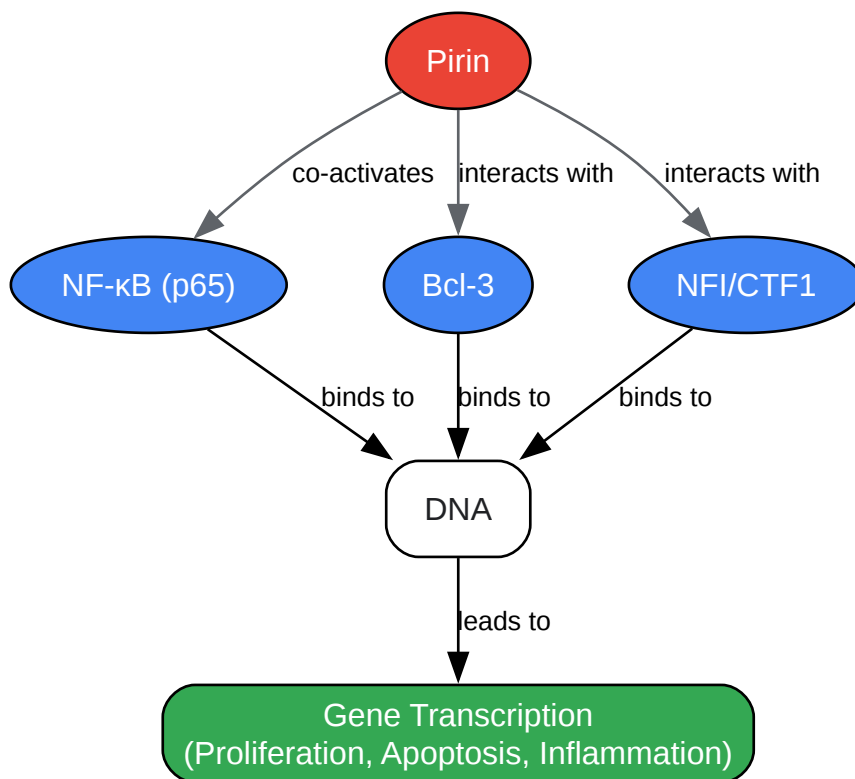 Pirin
co-activates
interacts with
interacts with
NF-κB (p65)
Bcl-3
NFI/CTF1
binds to
binds to
binds to
DNA
leads to
Gene Transcription
(Proliferation, Apoptosis, Inflammation)